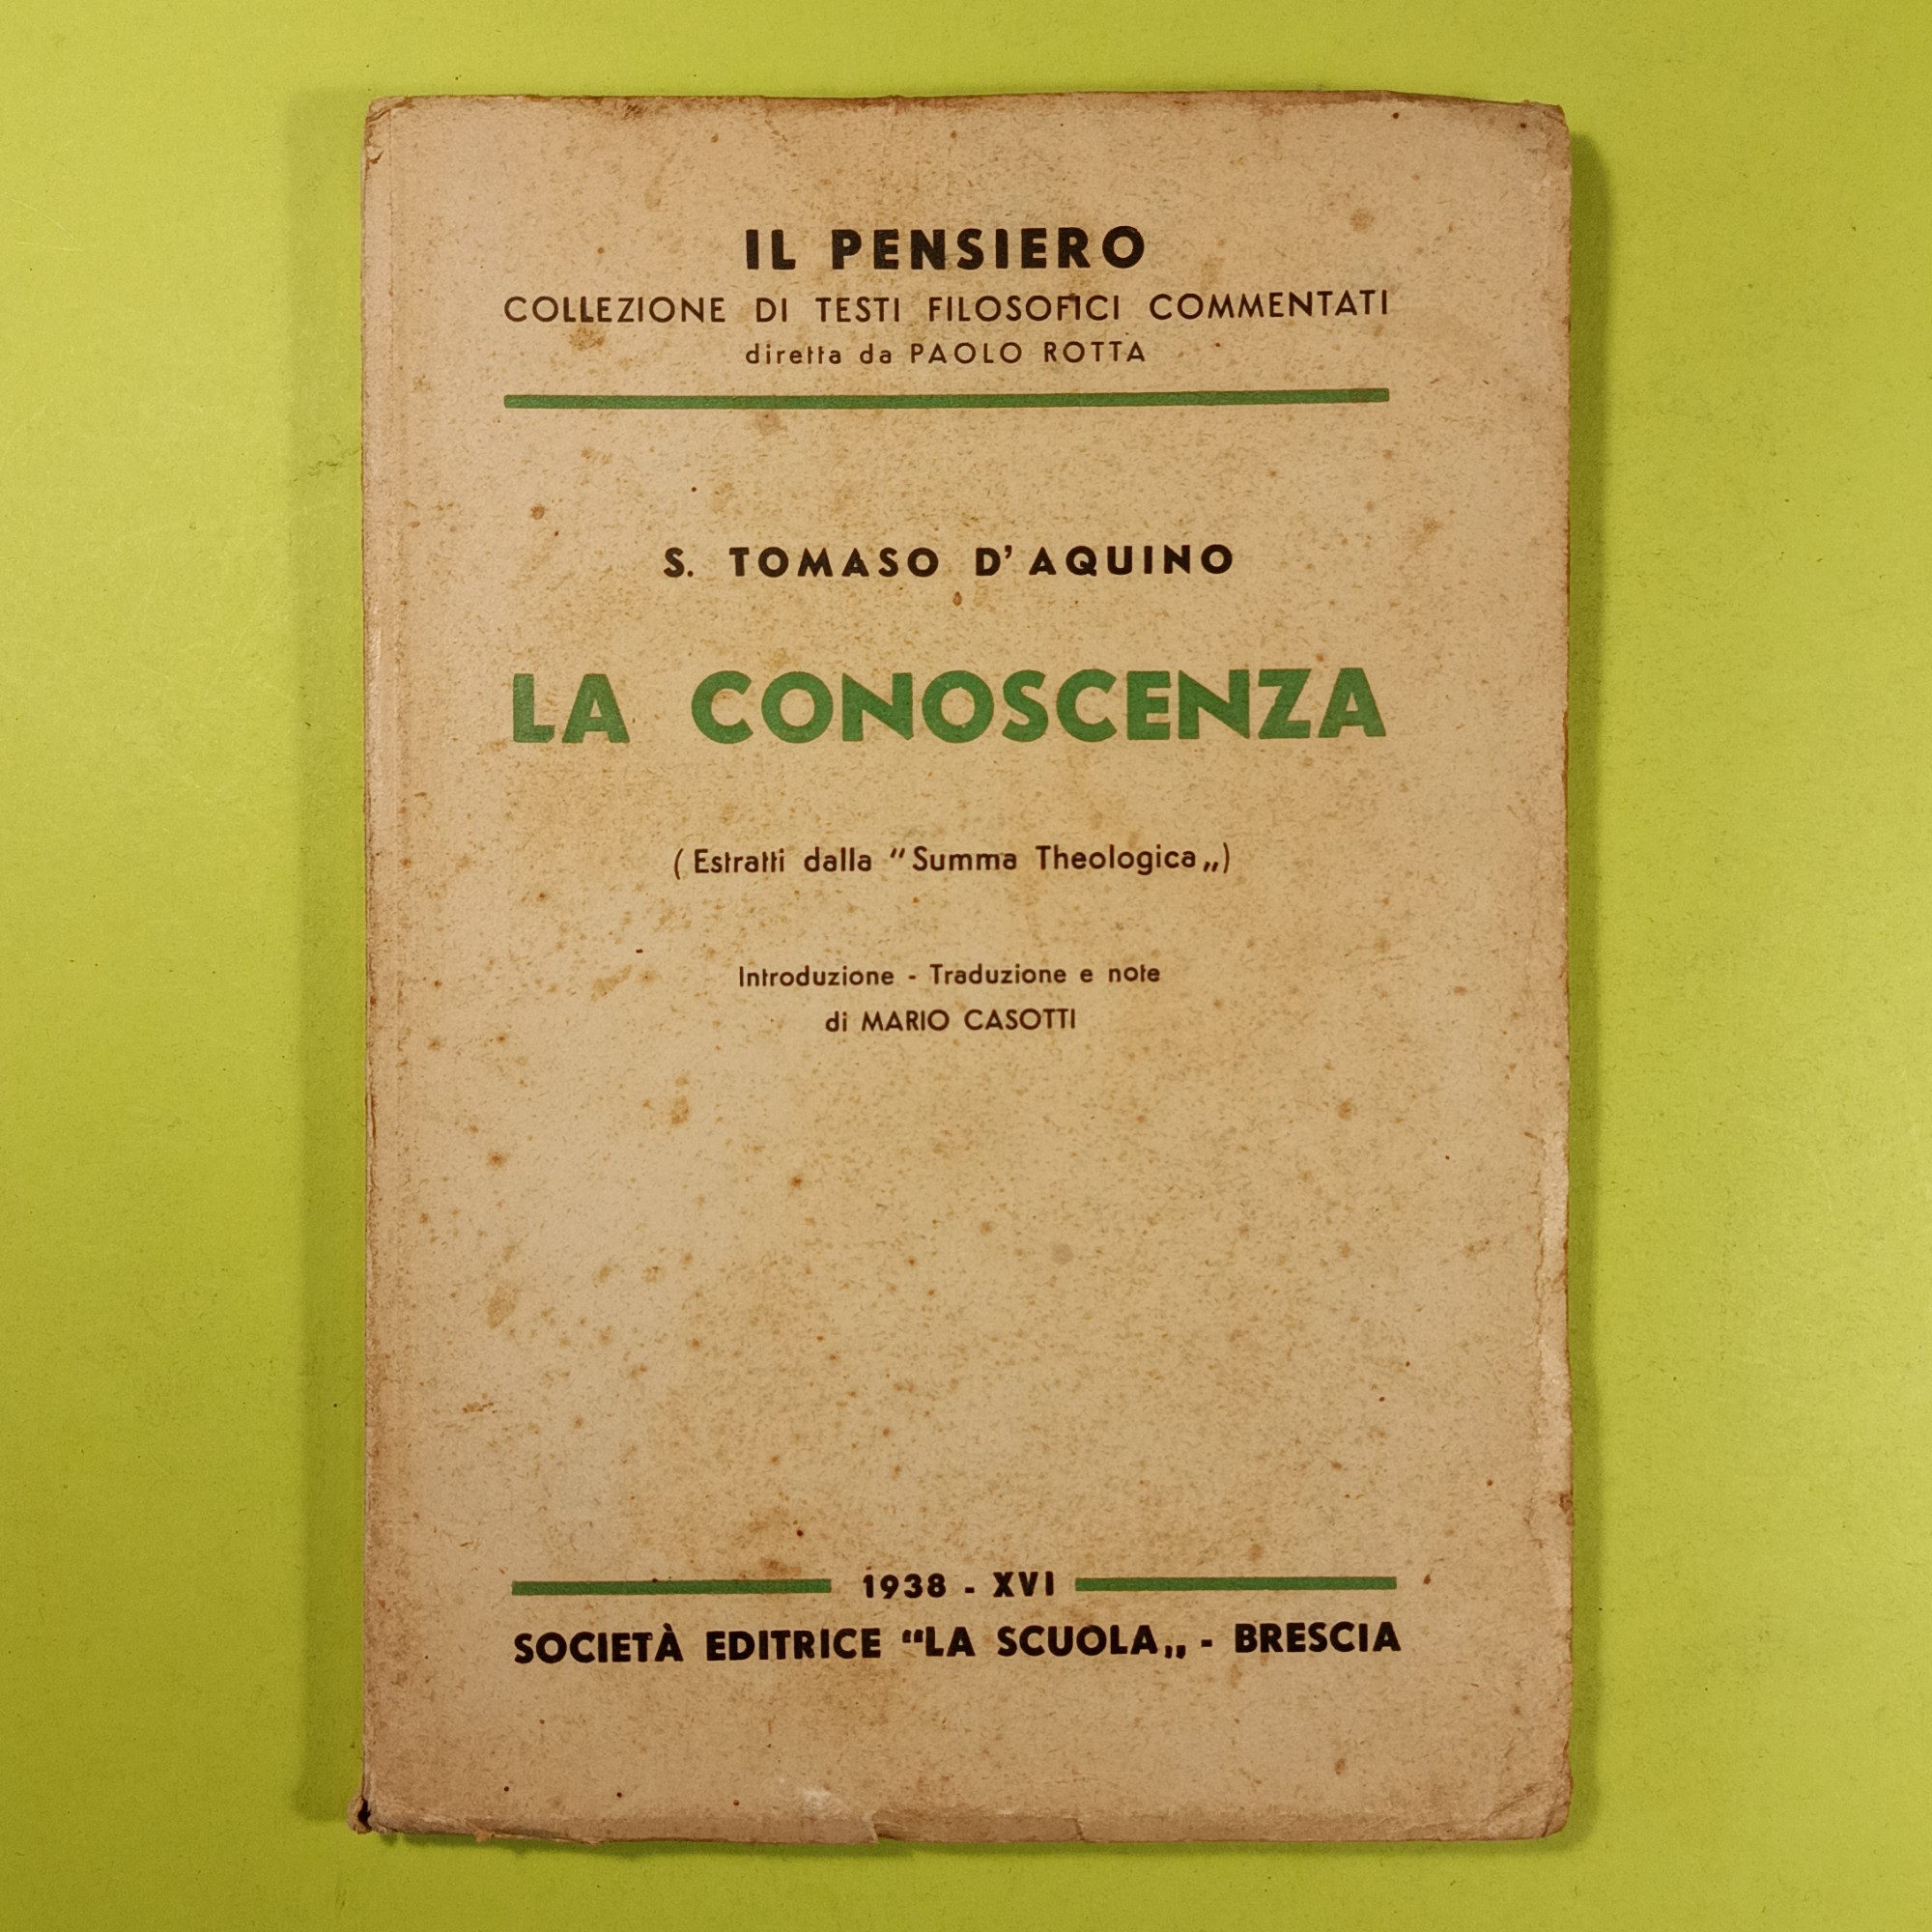 IL PENSIERO
COLLEZIONE DI TESTI FILOSOFICI COMMENTATI
diretta da PAOLO ROTTA
S. TOMASO D'AQUINO
LA CONOSCENZA
(Estratti dalla “Summa Theologica„)
Introduzione - Traduzione e note
di MARIO CASOTTI
1938 - XVI
SOCIETÀ EDITRICE “LA SCUOLA„ - BRESCIA